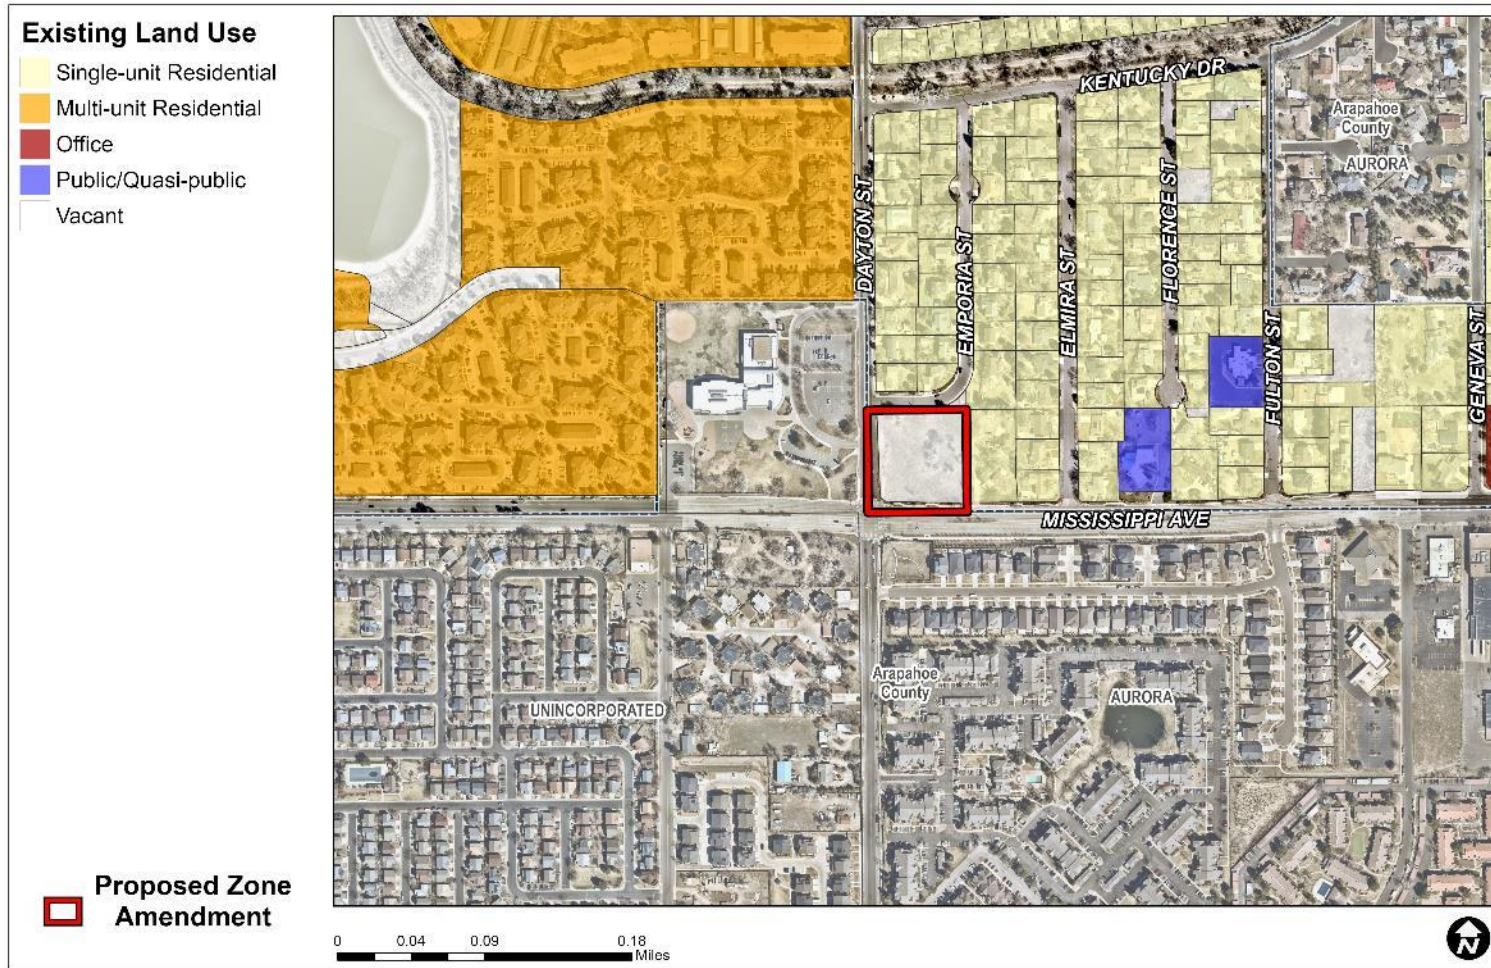 Existing Land Use
Single-unit Residential
Multi-unit Residential
Office
Public/Quasi-public
Vacant
KENTUCKY DR
Arapahoe
County
AURORA
DAYTON ST
EMPORIA ST
ELMIRA ST
FLORENCE ST
FULTON ST
GENEVA ST
MISSISSIPPI AVE
Arapahoe
County
AURORA
UNINCORPORATED
Proposed Zone
Amendment
0 0.04 0.09 0.18
Miles
N